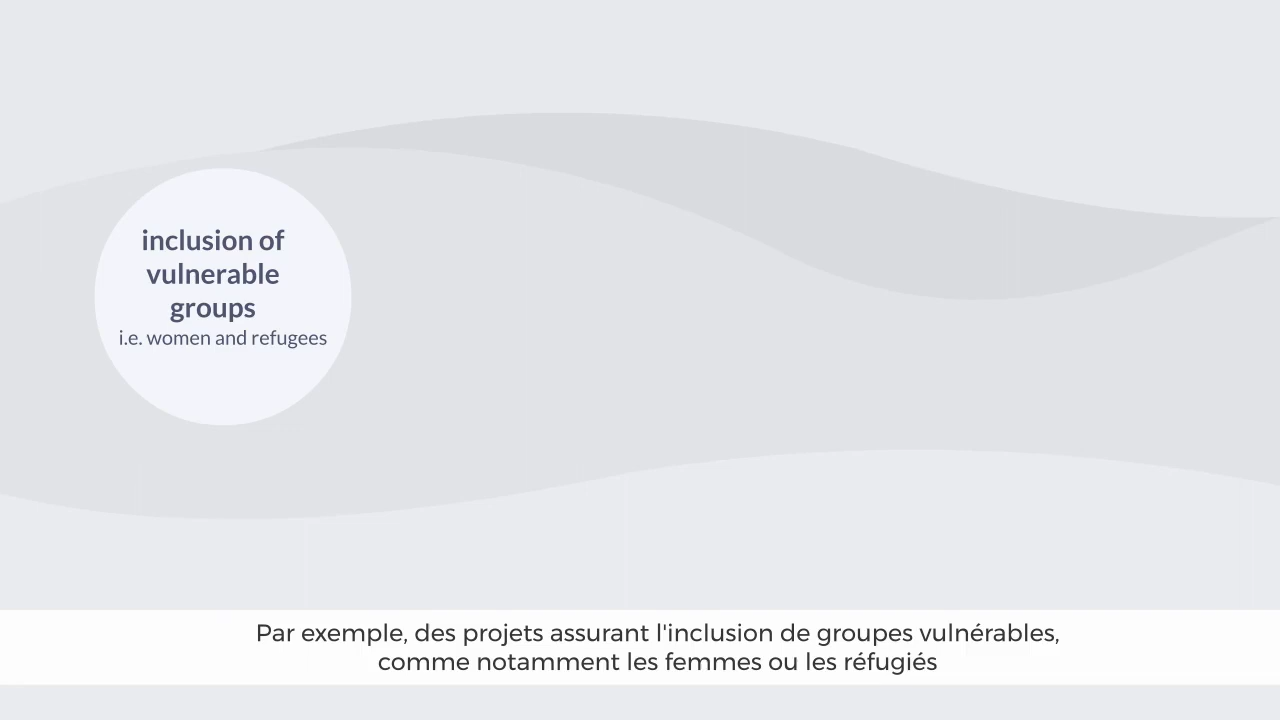 inclusion of
vulnerable
groups
i.e. women and refugees
Par exemple, des projets assurant l'inclusion de groupes vulnérables,
comme notamment les femmes ou les réfugiés